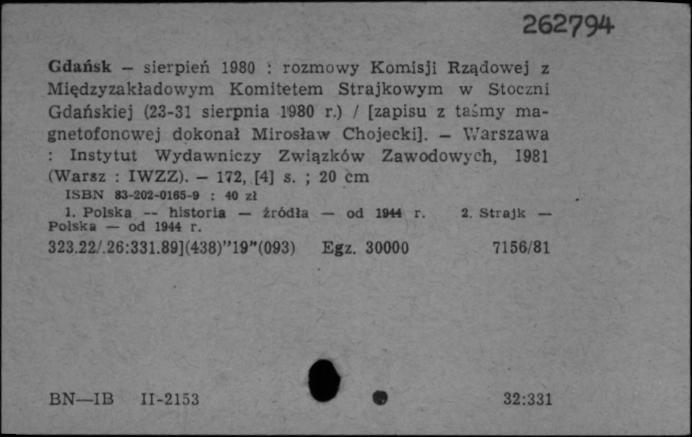 262794
Gdańsk — sierpień 1980 : rozmowy Komisji Rządowej z
Międzyzakładowym Komitetem Strajkowym w Stoczni
Gdańskiej (23-31 sierpnia 1980 r.) / [zapisu z taśmy ma-
gnetofonowej dokonał Mirosław Chojecki]. — Warszawa
: Instytut Wydawniczy Związków Zawodowych, 1981
(Warsz : IWZZ). — 172, [4] s. ; 20 cm
ISBN 83-202-0165-9 : 40 zł
1. Polska -- historia — źródła — od 1944 r. 2. Strajk —
Polska — od 1944 r.
323.22/.26:331.89](438)"19"(093) Egz. 30000 7156/81
BN—IB II-2153 32:331